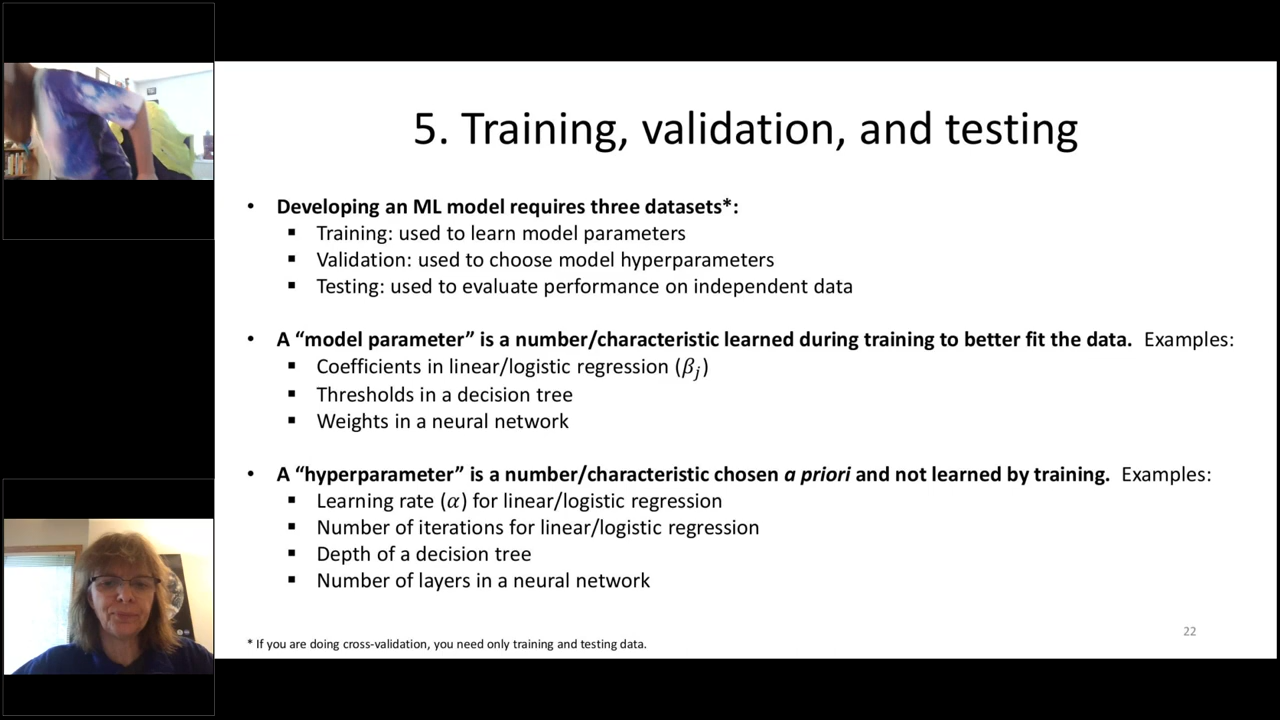 5. Training, validation, and testing
• Developing an ML model requires three datasets*:
▪ Training: used to learn model parameters
▪ Validation: used to choose model hyperparameters
▪ Testing: used to evaluate performance on independent data
• A “model parameter” is a number/characteristic learned during training to better fit the data. Examples:
▪ Coefficients in linear/logistic regression (βj)
▪ Thresholds in a decision tree
▪ Weights in a neural network
• A “hyperparameter” is a number/characteristic chosen a priori and not learned by training. Examples:
▪ Learning rate (α) for linear/logistic regression
▪ Number of iterations for linear/logistic regression
▪ Depth of a decision tree
▪ Number of layers in a neural network
22
* If you are doing cross-validation, you need only training and testing data.